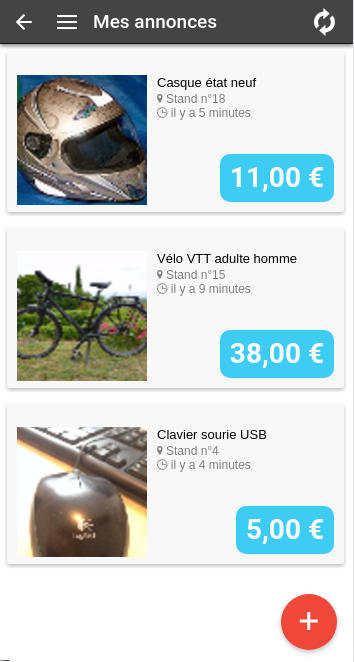 Mes annonces
Casque état neuf
Stand n°18
il y a 5 minutes
11,00 €
Vélo VTT adulte homme
Stand n°15
il y a 9 minutes
38,00 €
Clavier sourie USB
Stand n°4
il y a 4 minutes
5,00 €
+